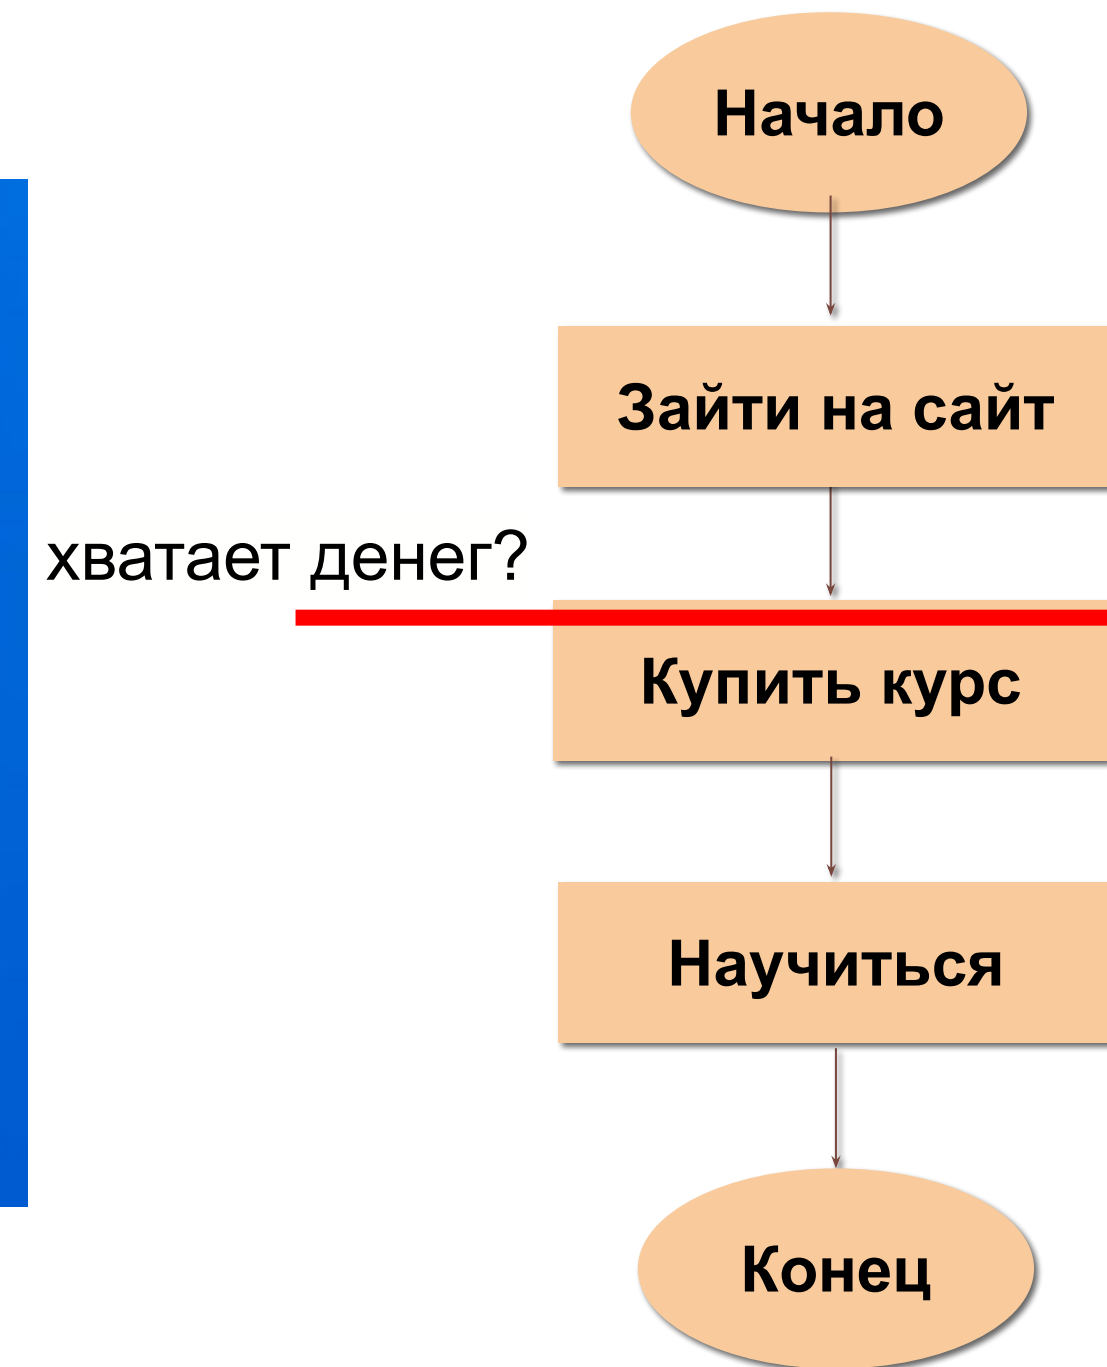 Начало
Зайти на сайт
хватает денег?
Купить курс
Научиться
Конец